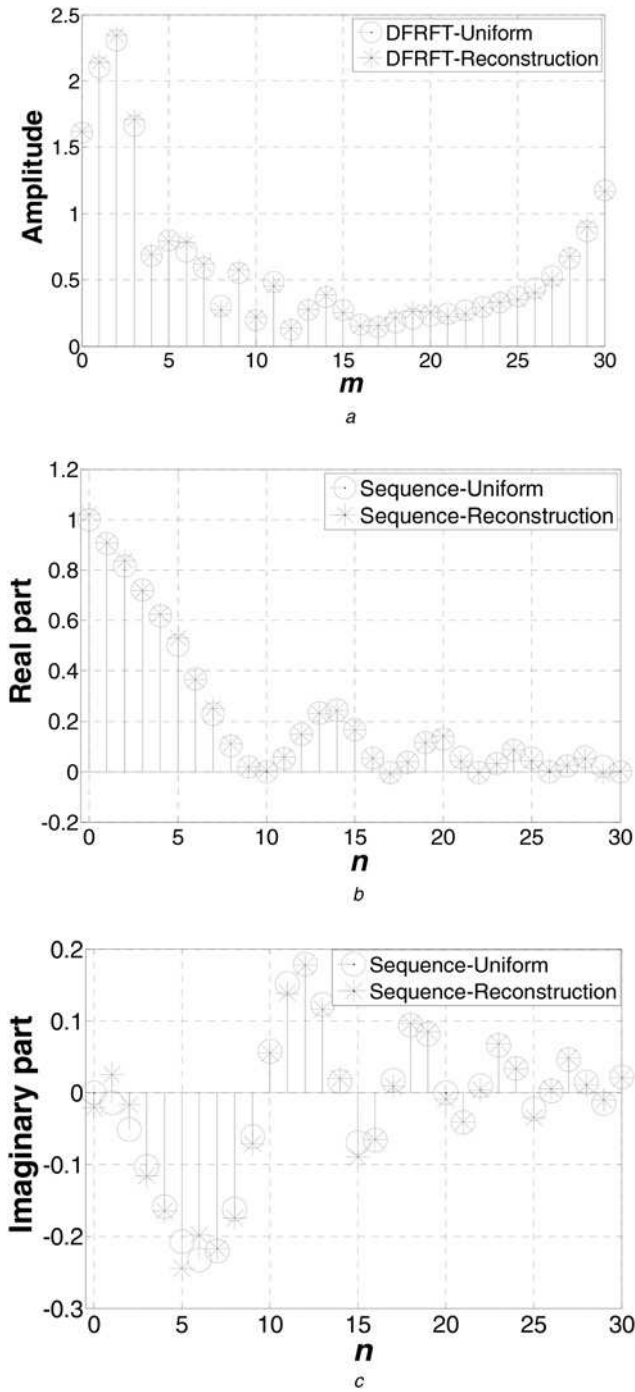 2.5
DFRFT-Uniform
DFRFT-Reconstruction
2
1.5
Amplitude
1
0.5
0
0 5 10 15 20 25 30
m
a
1.2
Sequence-Uniform
Sequence-Reconstruction
1
0.8
0.6
Real part
0.4
0.2
0
-0.2
0 5 10 15 20 25 30
n
b
0.2
Sequence-Uniform
Sequence-Reconstruction
0.1
0
Imaginary part
-0.1
-0.2
-0.3
0 5 10 15 20 25 30
n
c